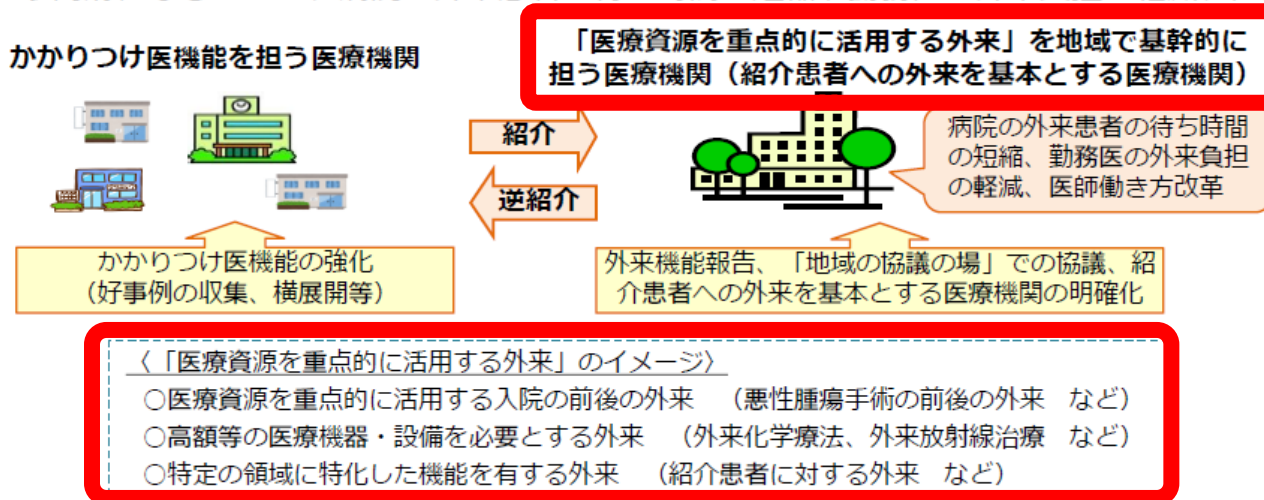 かかりつけ医機能を担う医療機関
「医療資源を重点的に活用する外来」を地域で基幹的に
担う医療機関（紹介患者への外来を基本とする医療機関）
紹介
逆紹介
病院の外来患者の待ち時間
の短縮、勤務医の外来負担
の軽減、医師働き方改革
かかりつけ医機能の強化
（好事例の収集、横展開等）
外来機能報告、「地域の協議の場」での協議、紹
介患者への外来を基本とする医療機関の明確化
〈「医療資源を重点的に活用する外来」のイメージ〉
○医療資源を重点的に活用する入院の前後の外来　（悪性腫瘍手術の前後の外来　など）
○高額等の医療機器・設備を必要とする外来　（外来化学療法、外来放射線治療　など）
○特定の領域に特化した機能を有する外来　（紹介患者に対する外来　など）